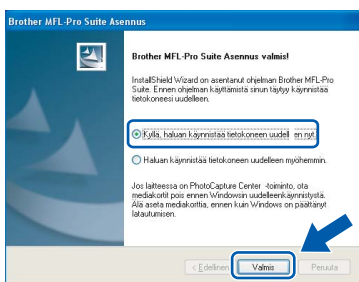 Brother MFL-Pro Suite Asennus
Brother MFL-Pro Suite Asennus valmis!
InstallShield Wizard on asentanut ohjelman Brother MFL-Pro
Suite. Ennen ohjelman käyttämistä sinun täytyy käynnistää
tietokoneesi uudelleen.
Kyllä, haluan käynnistää tietokoneen uudell en nyt.
Haluan käynnistää tietokoneen uudelleen myöhemmin.
Jos laitteessa on PhotoCapture Center -toiminto, ota
mediakortit pois ennen Windowsin uudelleenkäynnistystä.
Älä aseta mediakorttia, ennen kuin Windows on päättänyt
latautumisen.
< Edellinen Valmis Peruuta